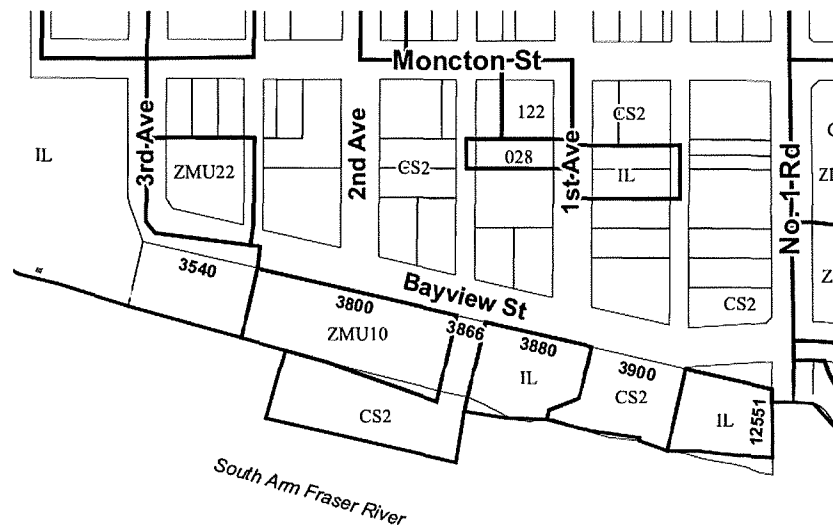 Moncton St
122
CS2
C
IL
3rd Ave
ZMU22
2nd Ave
CS2
028
1st Ave
IL
No. 1 Rd
ZM
Z
3540
Bayview St
CS2
3800
3866
3880
3900
ZMU10
IL
CS2
IL
12551
CS2
South Arm Fraser River